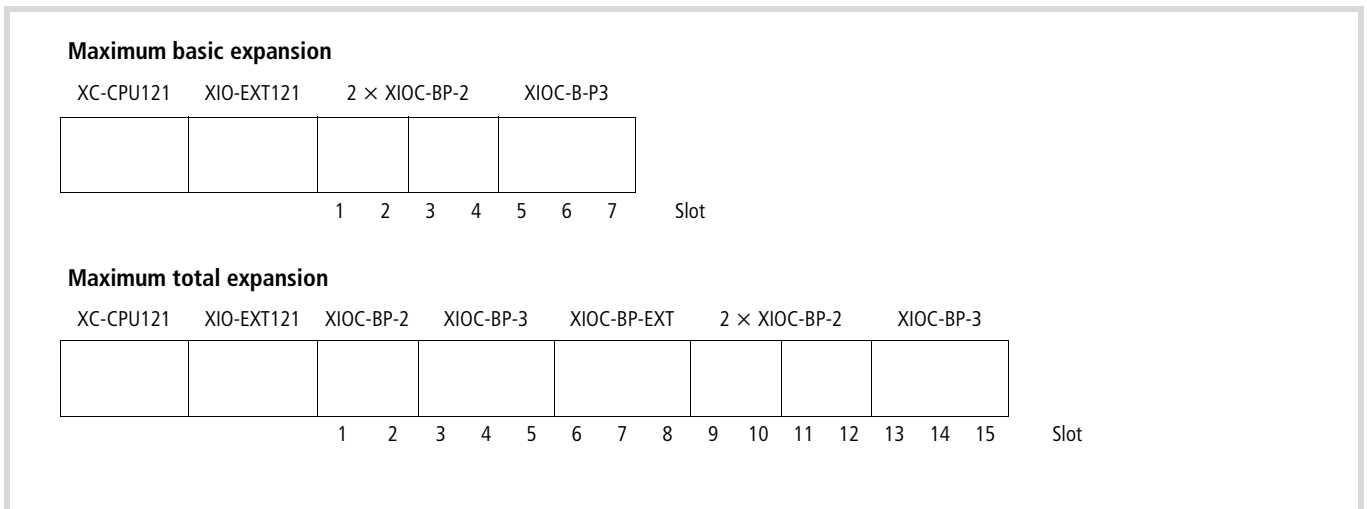 Maximum basic expansion
XC-CPU121 XIO-EXT121 2 × XIOC-BP-2 XIOC-B-P3
1 2 3 4 5 6 7 Slot
Maximum total expansion
XC-CPU121 XIO-EXT121 XIOC-BP-2 XIOC-BP-3 XIOC-BP-EXT 2 × XIOC-BP-2 XIOC-BP-3
1 2 3 4 5 6 7 8 9 10 11 12 13 14 15 Slot